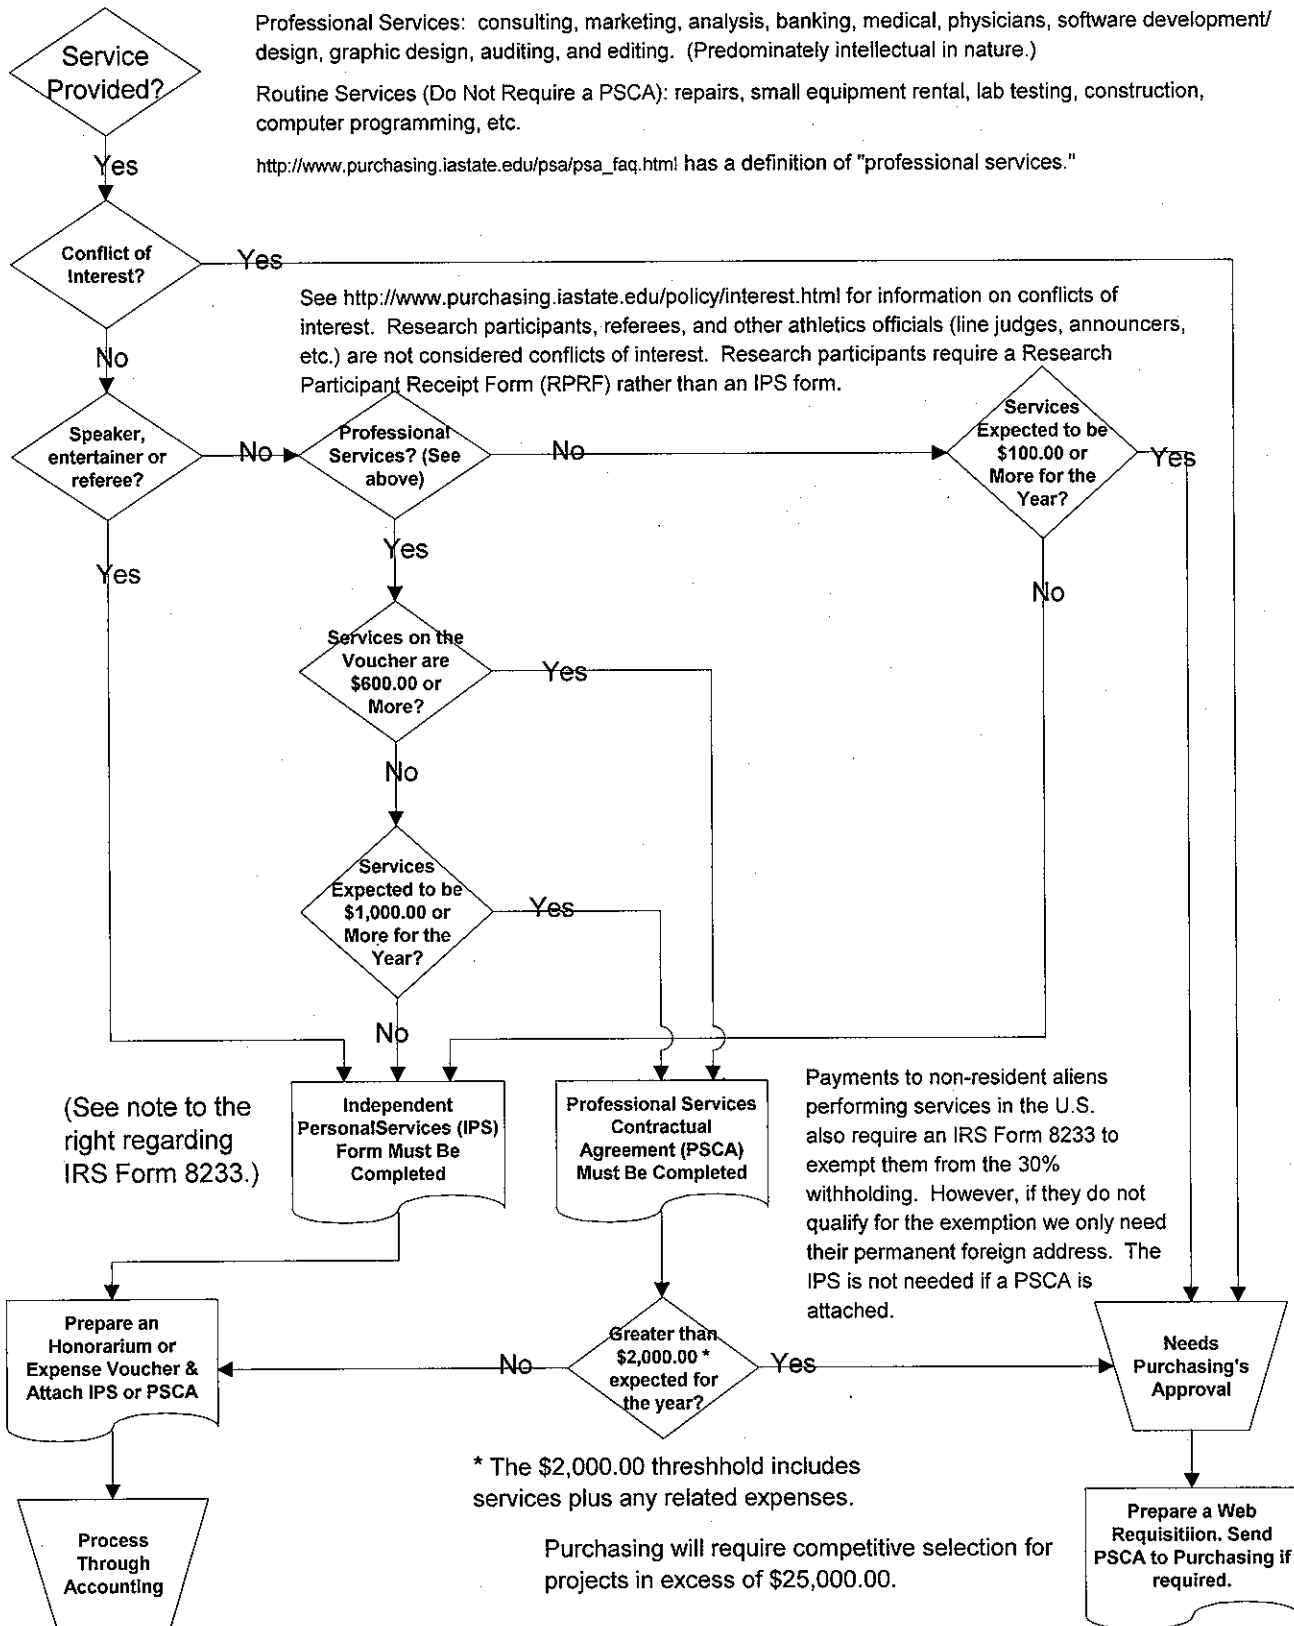 Service
Provided?
Professional Services: consulting, marketing, analysis, banking, medical, physicians, software development/
design, graphic design, auditing, and editing. (Predominately intellectual in nature.)
Routine Services (Do Not Require a PSCA): repairs, small equipment rental, lab testing, construction,
computer programming, etc.
http://www.purchasing.iastate.edu/psa/psa_faq.html has a definition of "professional services."
Yes
Conflict of
Interest?
Yes
See http://www.purchasing.iastate.edu/policy/interest.html for information on conflicts of
interest. Research participants, referees, and other athletics officials (line judges, announcers,
etc.) are not considered conflicts of interest. Research participants require a Research
Participant Receipt Form (RPRF) rather than an IPS form.
No
Speaker,
entertainer or
referee?
No
Professional
Services? (See
above)
No
Services
Expected to be
$100.00 or
More for the
Year?
Yes
Yes
Yes
No
Services on the
Voucher are
$600.00 or
More?
Yes
No
Services
Expected to be
$1,000.00 or
More for the
Year?
Yes
No
(See note to the
right regarding
IRS Form 8233.)
Independent
PersonalServices (IPS)
Form Must Be
Completed
Professional Services
Contractual
Agreement (PSCA)
Must Be Completed
Payments to non-resident aliens
performing services in the U.S.
also require an IRS Form 8233 to
exempt them from the 30%
withholding. However, if they do not
qualify for the exemption we only need
their permanent foreign address. The
IPS is not needed if a PSCA is
attached.
Prepare an
Honorarium or
Expense Voucher &
Attach IPS or PSCA
No
Greater than
$2,000.00 *
expected for
the year?
Yes
Needs
Purchasing's
Approval
* The $2,000.00 threshhold includes
services plus any related expenses.
Purchasing will require competitive selection for
projects in excess of $25,000.00.
Process
Through
Accounting
Prepare a Web
Requisitiion. Send
PSCA to Purchasing if
required.